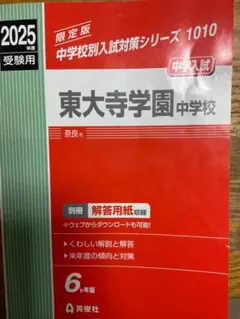 2025年度
受験用
限定版
中学校別入試対策シリーズ 1010
中学入試
東大寺学園 中学校
奈良
別冊 解答用紙収録
※ウェブからダウンロードも可能!
>くわしい解説と解答
>来年度の傾向と対策
6ヵ年版
英俊社